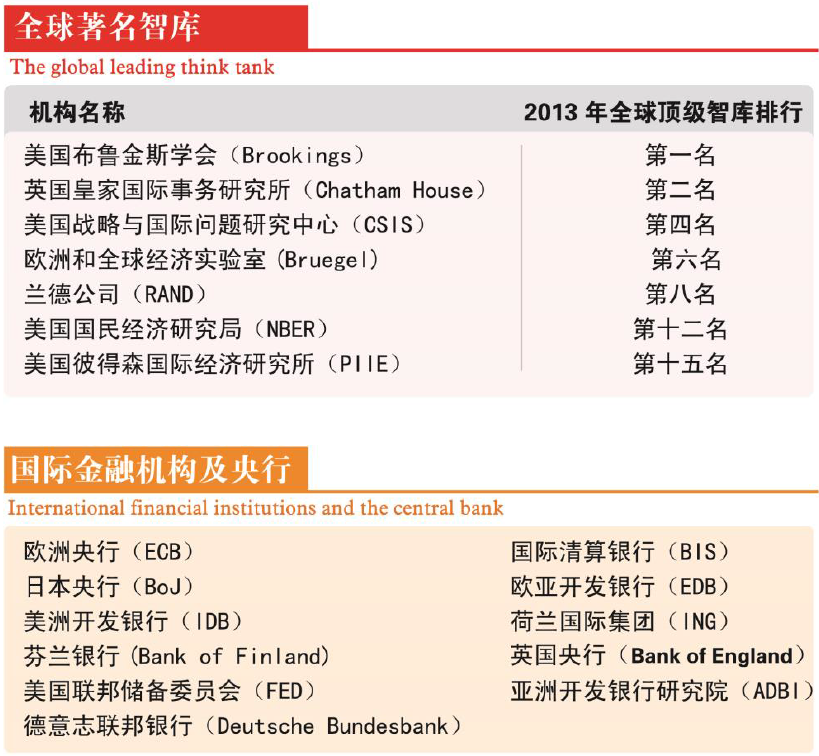 全球著名智库
The global leading think tank
机构名称 2013 年全球顶级智库排行
美国布鲁金斯学会（Brookings） 第一名
英国皇家国际事务研究所（Chatham House） 第二名
美国战略与国际问题研究中心（CSIS） 第四名
欧洲和全球经济实验室 (Bruegel) 第六名
兰德公司（RAND） 第八名
美国国民经济研究局（NBER） 第十二名
美国彼得森国际经济研究所（PIIE） 第十五名
国际金融机构及央行
International financial institutions and the central bank
欧洲央行（ECB） 国际清算银行（BIS）
日本央行（BoJ） 欧亚开发银行（EDB）
美洲开发银行（IDB） 荷兰国际集团（ING）
芬兰银行 (Bank of Finland) 英国央行（Bank of England）
美国联邦储备委员会（FED） 亚洲开发银行研究院（ADBI）
德意志联邦银行（Deutsche Bundesbank）